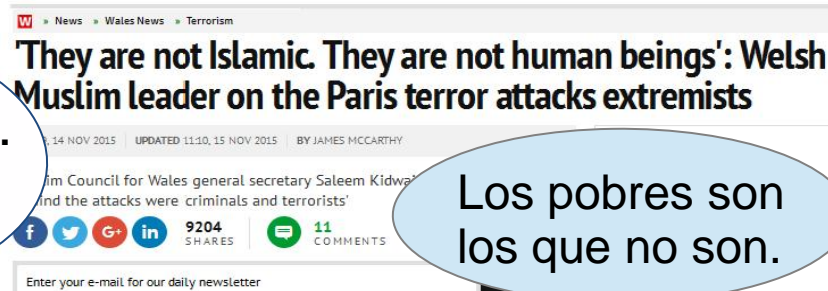 W » News » Wales News » Terrorism
'They are not Islamic. They are not human beings': Welsh
Muslim leader on the Paris terror attacks extremists
14 NOV 2015 UPDATED 11:10, 15 NOV 2015 BY JAMES MCCARTHY
Council for Wales general secretary Saleem
the attacks were criminals and terrorists'
f G+ in 9204 SHARES 11 COMMENTS
Enter your e-mail for our daily newsletter
Los pobres son
los que no son.